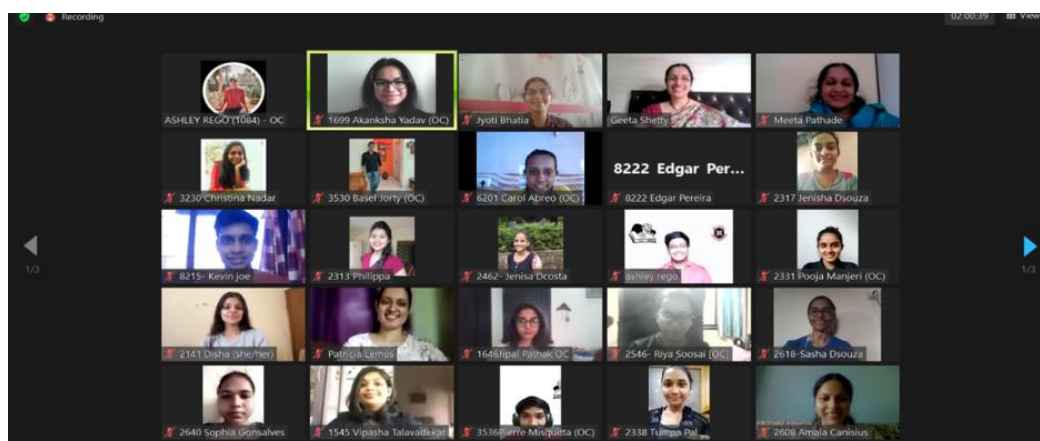 Recording
02:00:39 View
ASHLEY REGO (1084) - OC
1699 Akanksha Yadav (OC)
Jyoti Bhatia
Geeta Shetty
Meeta Pathade
3230 Christina Nadar
3530 Basel Jorty (OC)
6201 Carol Abreo (OC)
8222 Edgar Per...
8222 Edgar Pereira
2317 Jenisha Dsouza
1/3
8215- Kevin joe
2313 Philippa
2462- Jenisa Dcosta
ashley rego
2331 Pooja Manjeri (OC)
1/3
2141 Disha (she/her)
Patricia Lemos
1646Jipal Pathak OC
2546- Riya Soosai (OC)
2618-Sasha Dsouza
2640 Sophia Gonsalves
1545 Vipasha Talavadekar
3536Pierre Misquitta (OC)
2338 Tumpa Pal
2608 Amala Canisius